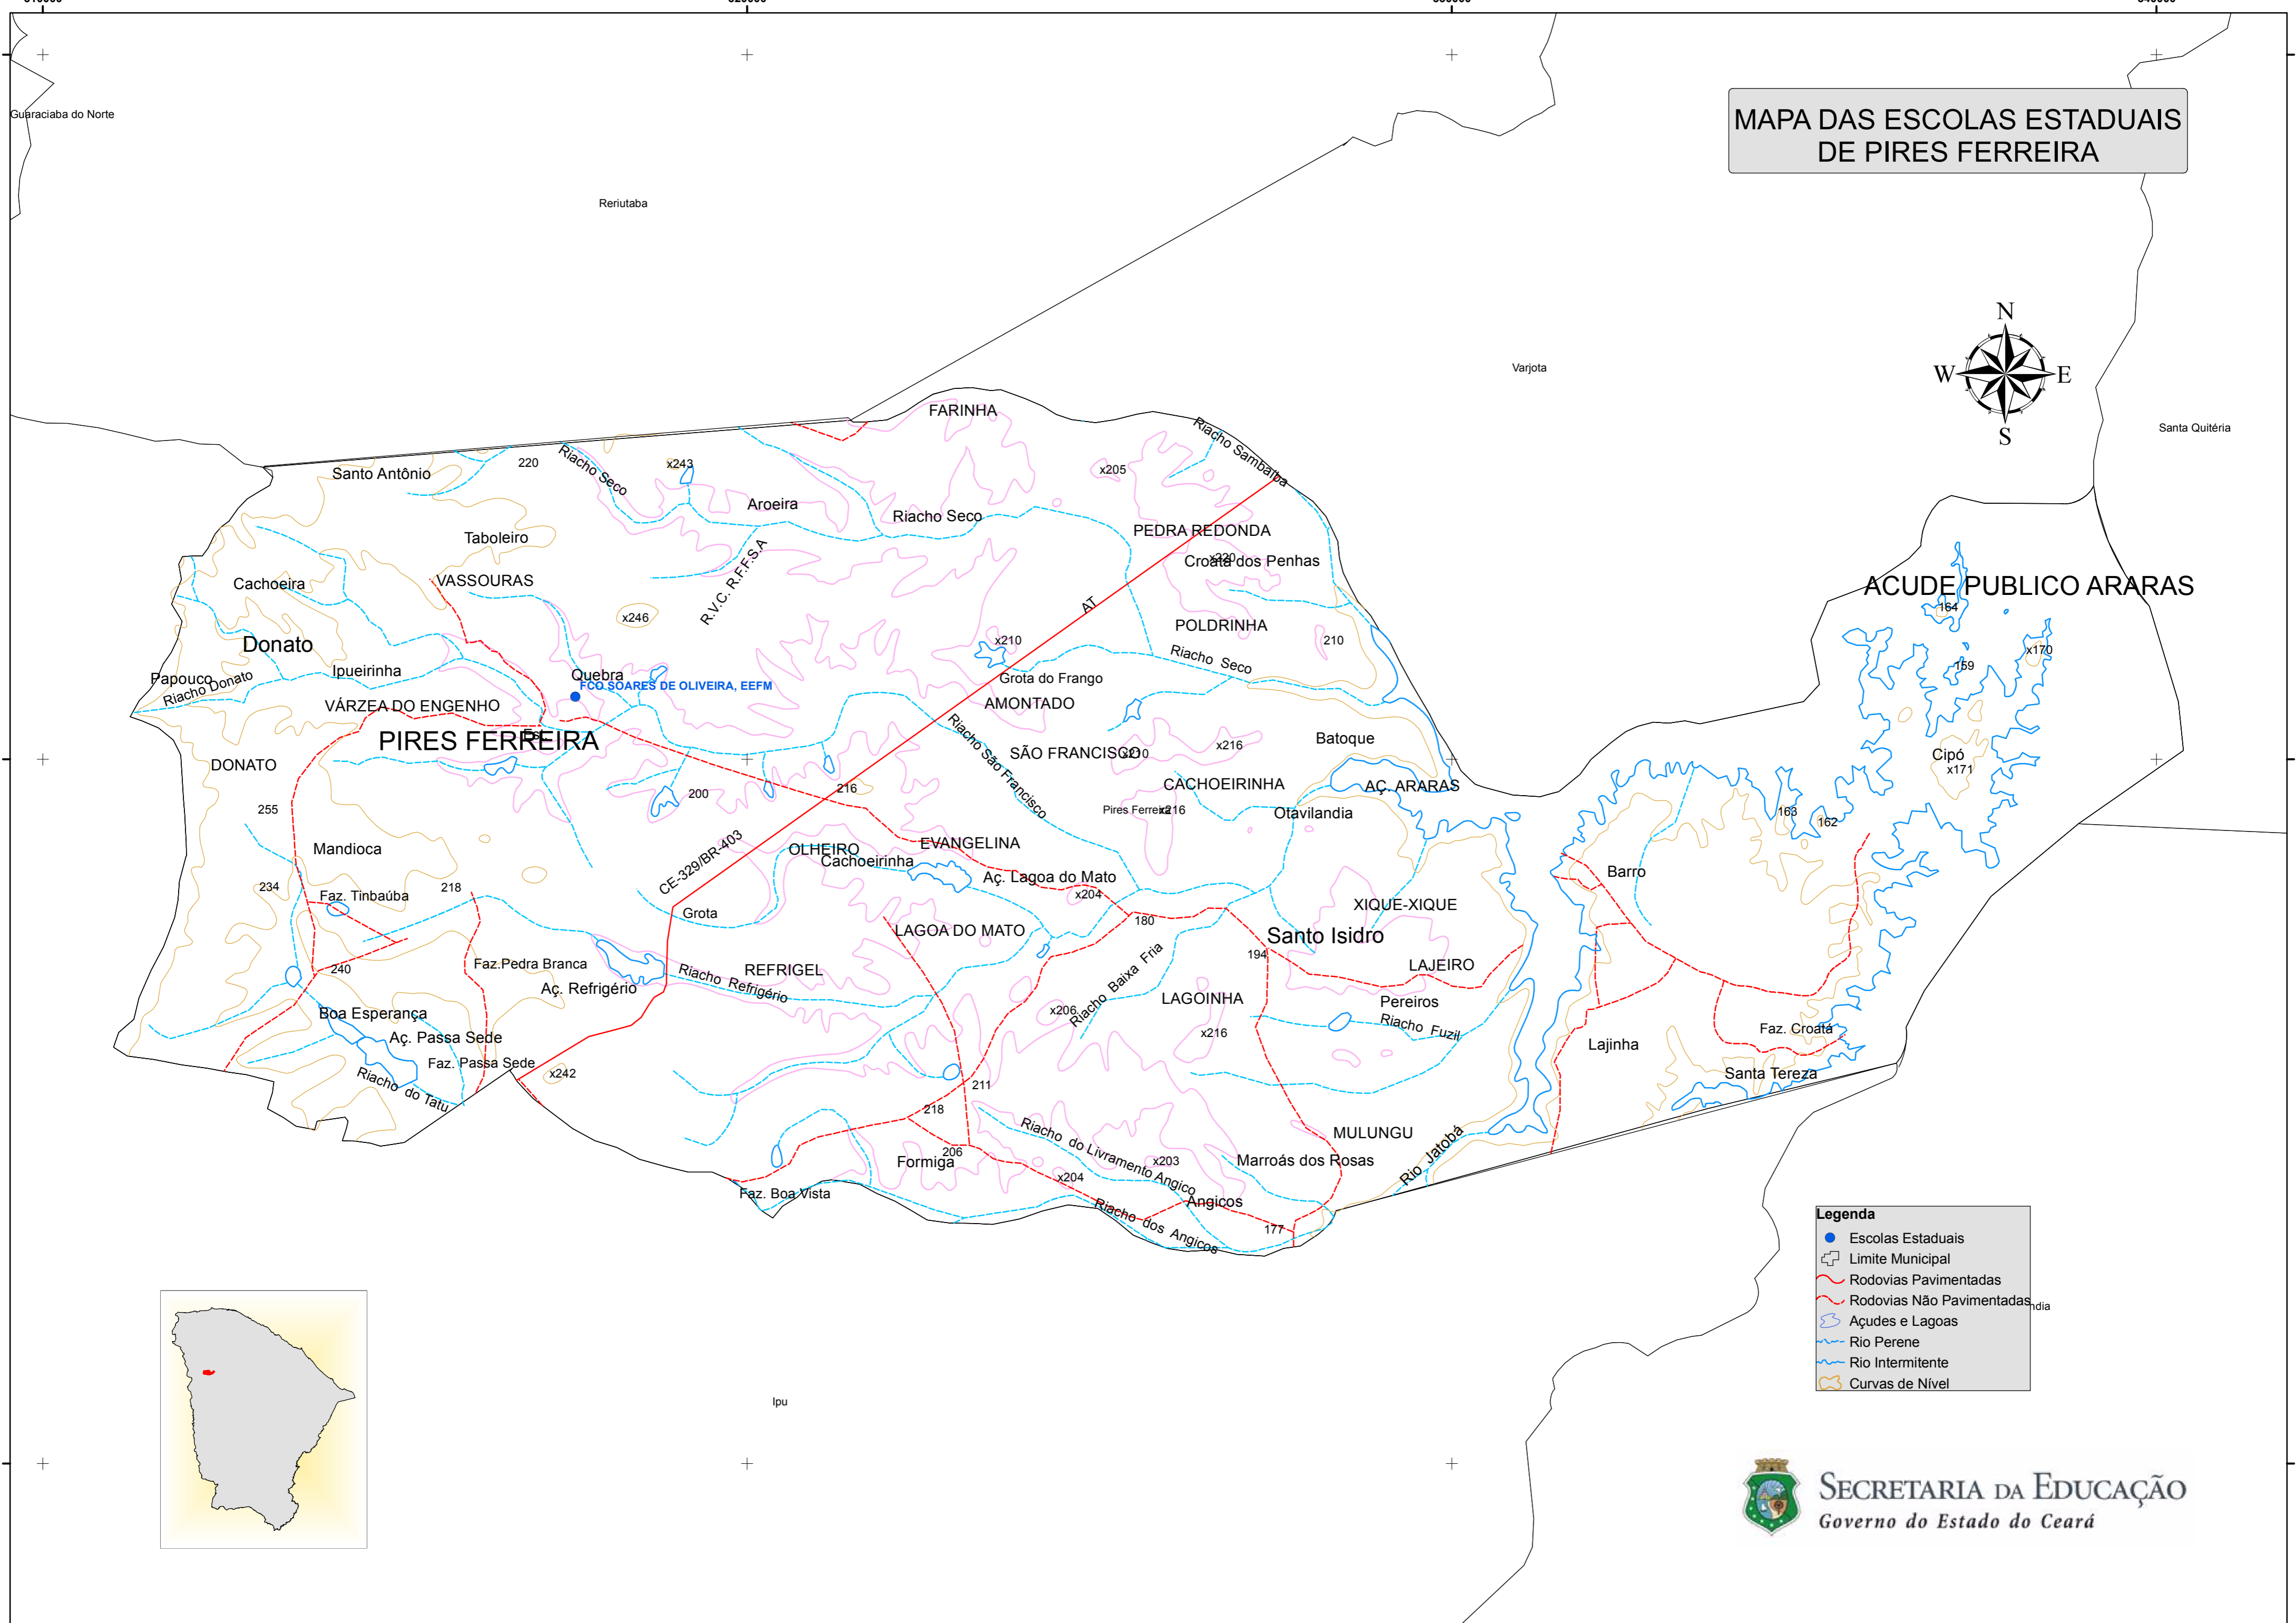 Guaraciaba do Norte
MAPA DAS ESCOLAS ESTADUAIS
DE PIRES FERREIRA
Reriutaba
N
W
E
S
Varjota
Santa Quitéria
FARINHA
Riacho Sambaíba
Santo Antônio
220
Riacho Seco
x243
x205
Aroeira
Riacho Seco
PEDRA REDONDA
Taboleiro
x220
Croatá dos Penhas
R.V.C. R.F.F.S.A
Cachoeira
VASSOURAS
ACUDE PUBLICO ARARAS
AT
164
x246
POLDRINHA
x210
210
Donato
x170
Riacho Seco
159
Ipueirinha
Quebra
Papouco
Riacho Donato
Grota do Frango
FCO SOARES DE OLIVEIRA, EEFM
VÁRZEA DO ENGENHO
AMONTADO
Est.
PIRES FERREIRA
Riacho São Francisco
SÃO FRANCISCO
x210
x216
Batoque
Cipó
x171
DONATO
CACHOEIRINHA
AÇ. ARARAS
200
216
255
Pires Ferreira
x216
Otavilandia
163
162
Mandioca
OLHEIRO
EVANGELINA
Cachoeirinha
CE-329/BR-403
Aç. Lagoa do Mato
Barro
234
Faz. Tinbaúba
218
x204
XIQUE-XIQUE
Grota
180
LAGOA DO MATO
Santo Isidro
194
Faz.Pedra Branca
240
REFRIGEL
LAJEIRO
Aç. Refrigério
Riacho Refrigério
Riacho Baixa Fria
LAGOINHA
Pereiros
Boa Esperança
x206
Riacho Fuzil
Aç. Passa Sede
x216
Faz. Croatá
Lajinha
Faz. Passa Sede
x242
Riacho do Tatu
Santa Tereza
211
218
Riacho do Livramento Angico
MULUNGU
206
Formiga
x203
Marroás dos Rosas
Rio Jatobá
x204
Faz. Boa Vista
Angicos
Riacho dos Angicos
177
Legenda
Escolas Estaduais
Limite Municipal
Rodovias Pavimentadas
Rodovias Não Pavimentadas
ndia
Açudes e Lagoas
Rio Perene
Rio Intermitente
Curvas de Nível
Ipu
SECRETARIA DA EDUCAÇÃO
Governo do Estado do Ceará